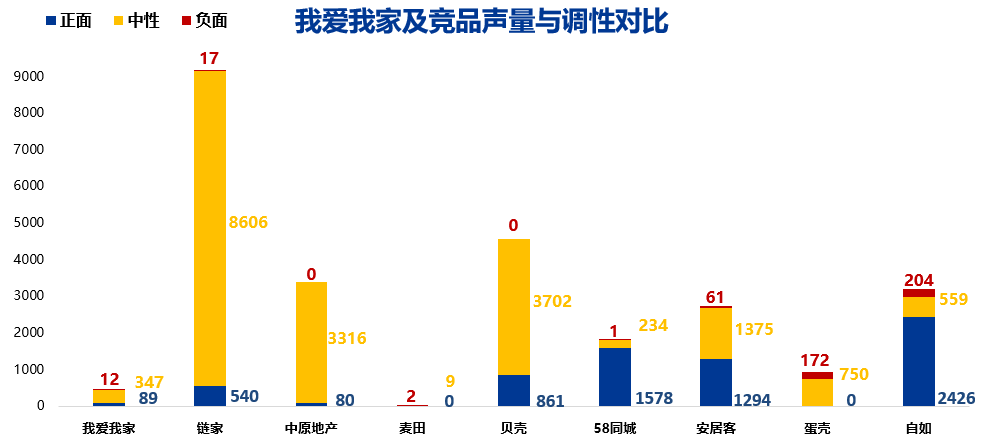 我爱我家及竞品声量与调性对比
正面 中性 负面
9000
8000
7000
6000
5000
4000
3000
2000
1000
0
12 347 89
17 8606 540
0 3316 80
2 9 0
0 3702 861
1 234 1578
61 1375 1294
172 750 0
204 559 2426
我爱我家 链家 中原地产 麦田 贝壳 58同城 安居客 蛋壳 自如